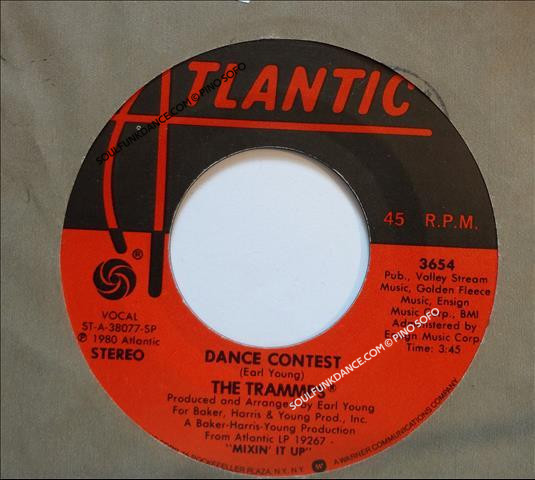 ATLANTIC
SOULFUNKDANCE.COM © PINO SOFO
45 R.P.M.
®
VOCAL
ST-A-38077-SP
℗ 1980 Atlantic
STEREO
3654
Pub., Valley Stream
Music, Golden Fleece
Music, Ensign
Music Corp., BMI
Administered by
Ensign Music Corp.
Time: 3:45
DANCE CONTEST
(Earl Young)
THE TRAMMPS®
SOULFUNKDANCE.COM © PINO SOFO
Produced and Arranged by Earl Young
For Baker, Harris & Young Prod., Inc.
A Baker-Harris-Young Production
From Atlantic LP 19267 -
"MIXIN' IT UP"
ROCKEFELLER PLAZA, N.Y. N.Y. W A WARNER COMMUNICATIONS COMPANY